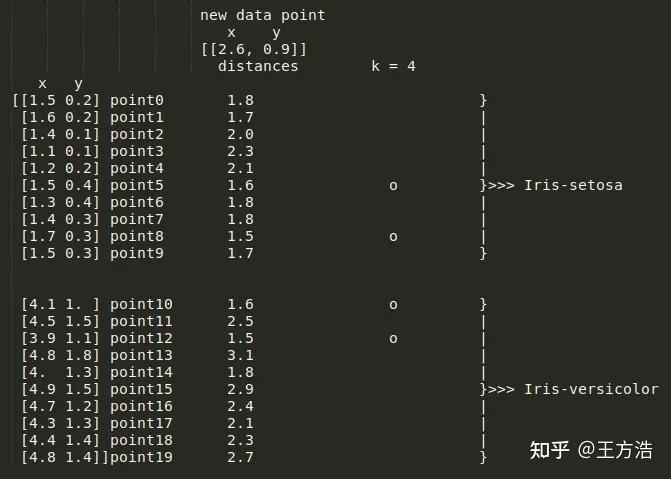 new data point
x y
[[2.6, 0.9]]
distances k = 4
x y
[[1.5 0.2] point0 1.8 }
[1.6 0.2] point1 1.7 |
[1.4 0.1] point2 2.0 |
[1.1 0.1] point3 2.3 |
[1.2 0.2] point4 2.1 |
[1.5 0.4] point5 1.6 o }>>> Iris-setosa
[1.3 0.4] point6 1.8 |
[1.4 0.3] point7 1.8 |
[1.7 0.3] point8 1.5 o |
[1.5 0.3] point9 1.7 }
[4.1 1. ] point10 1.6 o }
[4.5 1.5] point11 2.5 |
[3.9 1.1] point12 1.5 o |
[4.8 1.8] point13 3.1 |
[4. 1.3] point14 1.8 |
[4.9 1.5] point15 2.9 }>>> Iris-versicolor
[4.7 1.2] point16 2.4 |
[4.3 1.3] point17 2.1 |
[4.4 1.4] point18 2.3 |
[4.8 1.4]]point19 2.7 }
知乎 @王方浩